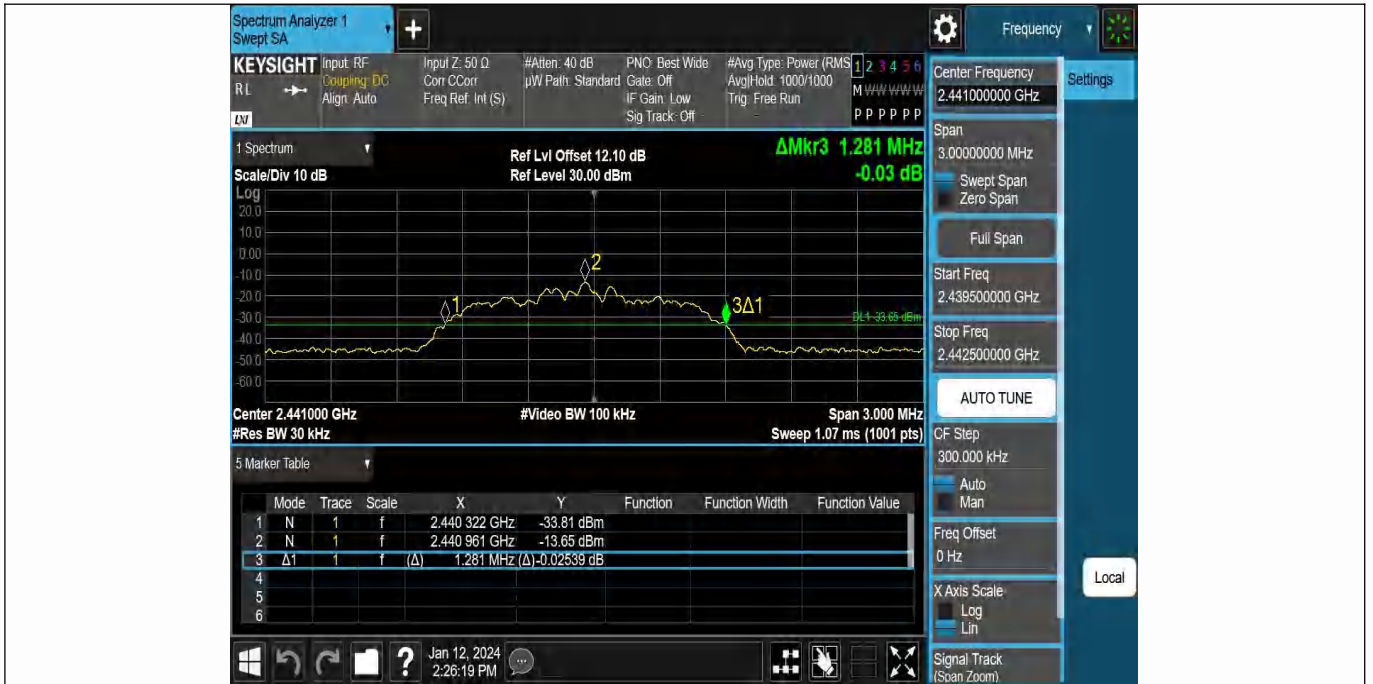 Spectrum Analyzer 1
Swept SA
+
Frequency
KEYSIGHT
RL
LXI
Input: RF
Coupling: DC
Align: Auto
Input Z: 50 Ω
Corr CCorr
Freq Ref: Int (S)
#Atten: 40 dB
µW Path: Standard
PNO: Best Wide
Gate: Off
IF Gain: Low
Sig Track: Off
#Avg Type: Power (RMS
Avg|Hold: 1000/1000
Trig: Free Run
1 2 3 4 5 6
M W W W W W
P P P P P P
Center Frequency
2.441000000 GHz
Settings
Span
3.00000000 MHz
Swept Span
Zero Span
Full Span
Start Freq
2.439500000 GHz
Stop Freq
2.442500000 GHz
AUTO TUNE
CF Step
300.000 kHz
Auto
Man
Freq Offset
0 Hz
X Axis Scale
Log
Lin
Signal Track
(Span Zoom)
Local
1 Spectrum
Scale/Div 10 dB
Ref Lvl Offset 12.10 dB
Ref Level 30.00 dBm
ΔMkr3 1.281 MHz
-0.03 dB
Log
20.0
10.0
0.00
-10.0
-20.0
-30.0
-40.0
-50.0
-60.0
1
2
3Δ1
DL1 -33.65 dBm
Center 2.441000 GHz
#Video BW 100 kHz
Span 3.000 MHz
#Res BW 30 kHz
Sweep 1.07 ms (1001 pts)
5 Marker Table
Mode Trace Scale X Y Function Function Width Function Value
1 N 1 f 2.440 322 GHz -33.81 dBm
2 N 1 f 2.440 961 GHz -13.65 dBm
3 Δ1 1 f (Δ) 1.281 MHz (Δ) -0.02539 dB
4
5
6
?
Jan 12, 2024
2:26:19 PM